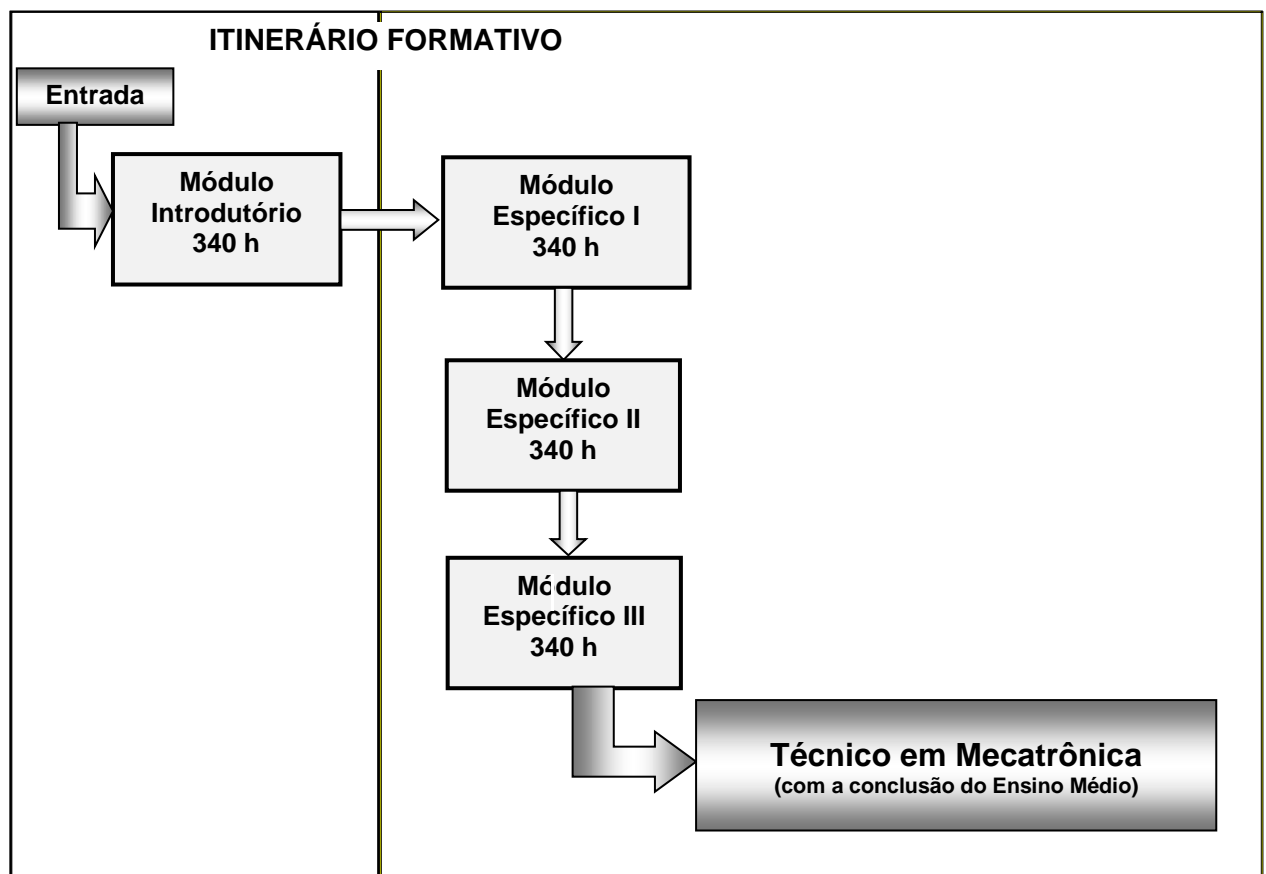 ITINERÁRIO FORMATIVO
Entrada
Módulo
Introdutório
340 h
Módulo
Específico I
340 h
Módulo
Específico II
340 h
Módulo
Específico III
340 h
Técnico em Mecatrônica
(com a conclusão do Ensino Médio)